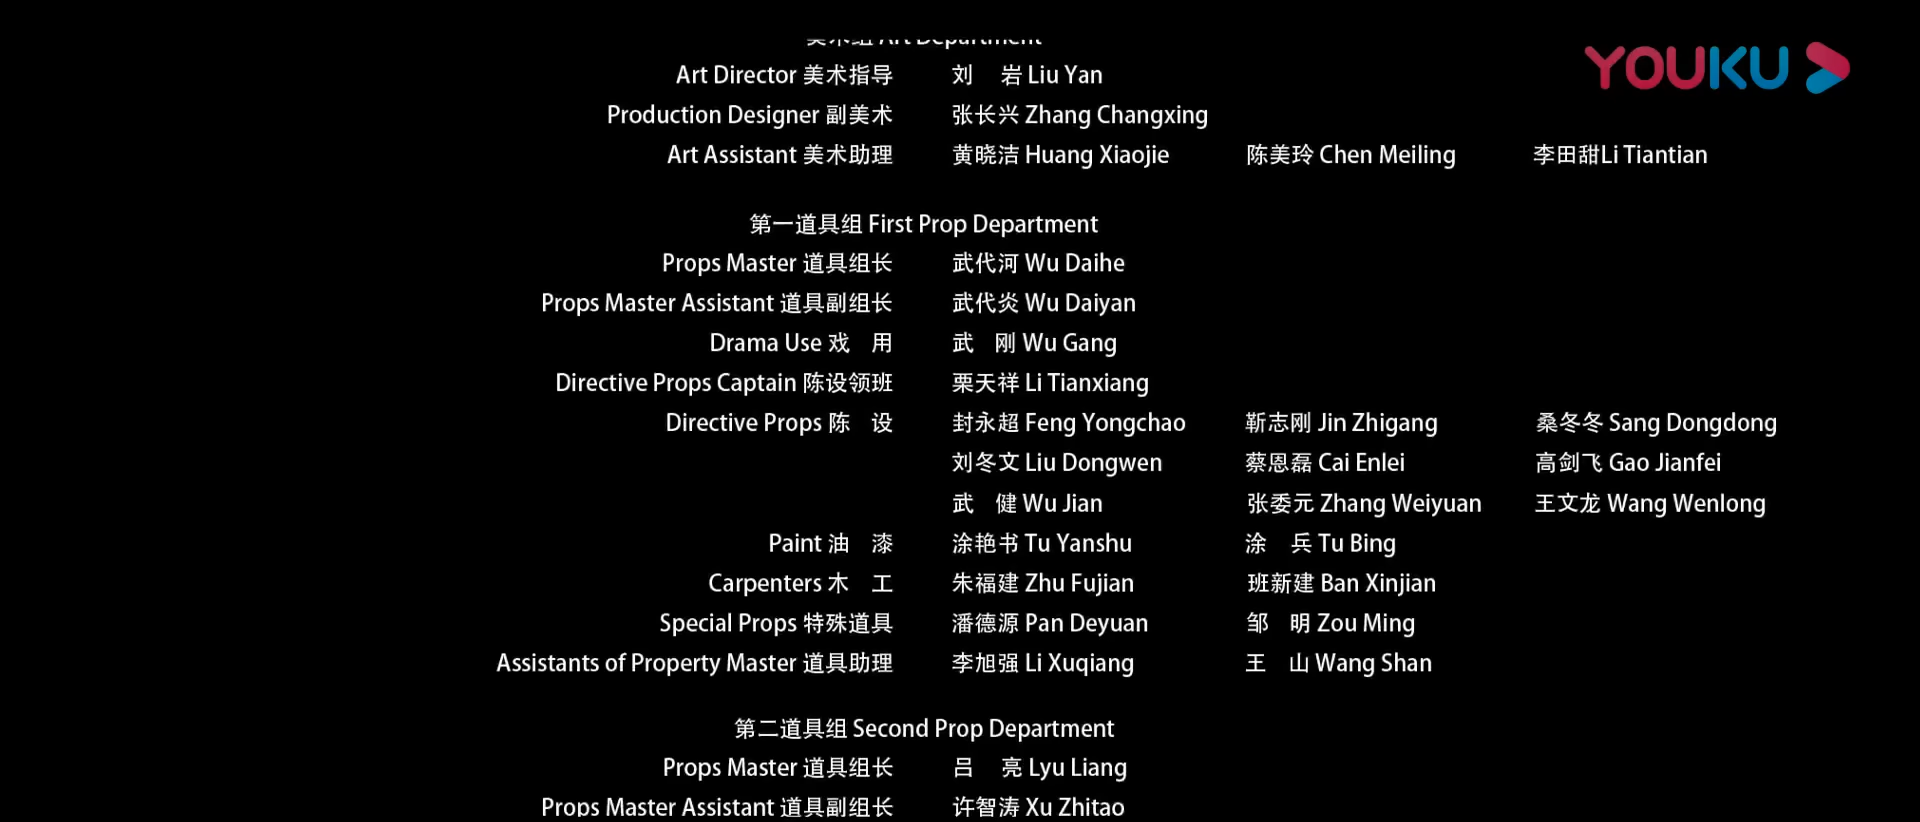 美术组 Art Department
YOUKU
Art Director 美术指导 刘 岩 Liu Yan
Production Designer 副美术 张长兴 Zhang Changxing
Art Assistant 美术助理 黄晓洁 Huang Xiaojie 陈美玲 Chen Meiling 李田甜Li Tiantian
第一道具组 First Prop Department
Props Master 道具组长 武代河 Wu Daihe
Props Master Assistant 道具副组长 武代炎 Wu Daiyan
Drama Use 戏 用 武 刚 Wu Gang
Directive Props Captain 陈设领班 栗天祥 Li Tianxiang
Directive Props 陈 设 封永超 Feng Yongchao 靳志刚 Jin Zhigang 桑冬冬 Sang Dongdong
刘冬文 Liu Dongwen 蔡恩磊 Cai Enlei 高剑飞 Gao Jianfei
武 健 Wu Jian 张委元 Zhang Weiyuan 王文龙 Wang Wenlong
Paint 油 漆 涂艳书 Tu Yanshu 涂 兵 Tu Bing
Carpenters 木 工 朱福建 Zhu Fujian 班新建 Ban Xinjian
Special Props 特殊道具 潘德源 Pan Deyuan 邹 明 Zou Ming
Assistants of Property Master 道具助理 李旭强 Li Xuqiang 王 山 Wang Shan
第二道具组 Second Prop Department
Props Master 道具组长 吕 亮 Lyu Liang
Props Master Assistant 道具副组长 许智涛 Xu Zhitao